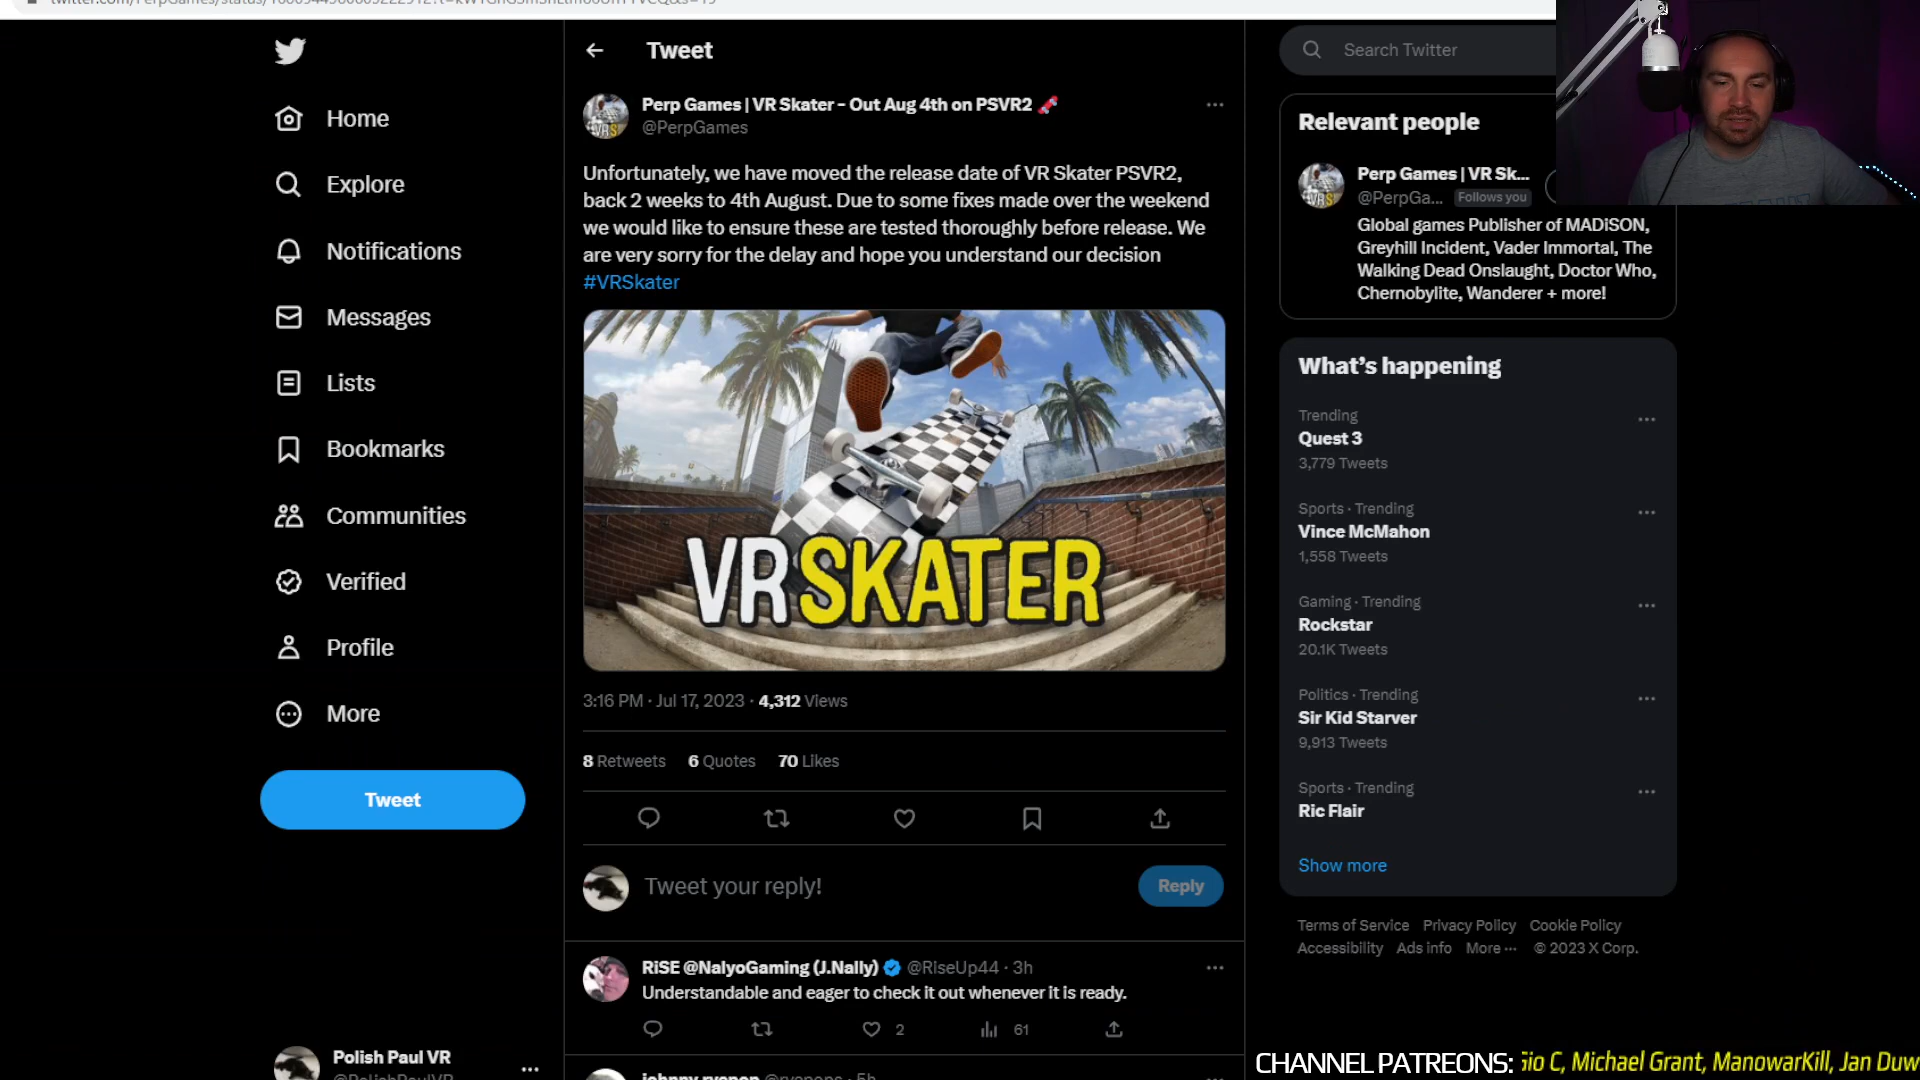 Tweet
Search Twitter
Home
Explore
Notifications
Messages
Lists
Bookmarks
Communities
Verified
Profile
More
Tweet
Polish Paul VR
Perp Games | VR Skater - Out Aug 4th on PSVR2
@PerpGames
Unfortunately, we have moved the release date of VR Skater PSVR2,
back 2 weeks to 4th August. Due to some fixes made over the weekend
we would like to ensure these are tested thoroughly before release. We
are very sorry for the delay and hope you understand our decision
#VRSkater
VRSKATER
3:16 PM · Jul 17, 2023 · 4,312 Views
8 Retweets 6 Quotes 70 Likes
Tweet your reply!
Reply
RiSE @NalyoGaming (J.Nally) @RiseUp44 · 3h
Understandable and eager to check it out whenever it is ready.
2 61
Relevant people
Perp Games | VR Sk...
@PerpGa... Follows you
Global games Publisher of MADiSON,
Greyhill Incident, Vader Immortal, The
Walking Dead Onslaught, Doctor Who,
Chernobylite, Wanderer + more!
What's happening
Trending
Quest 3
3,779 Tweets
Sports · Trending
Vince McMahon
1,558 Tweets
Gaming · Trending
Rockstar
20.1K Tweets
Politics · Trending
Sir Kid Starver
9,913 Tweets
Sports · Trending
Ric Flair
Show more
Terms of Service Privacy Policy Cookie Policy
Accessibility Ads info More ··· © 2023 X Corp.
CHANNEL PATREONS: Gio C, Michael Grant, ManowarKill, Jan Duw